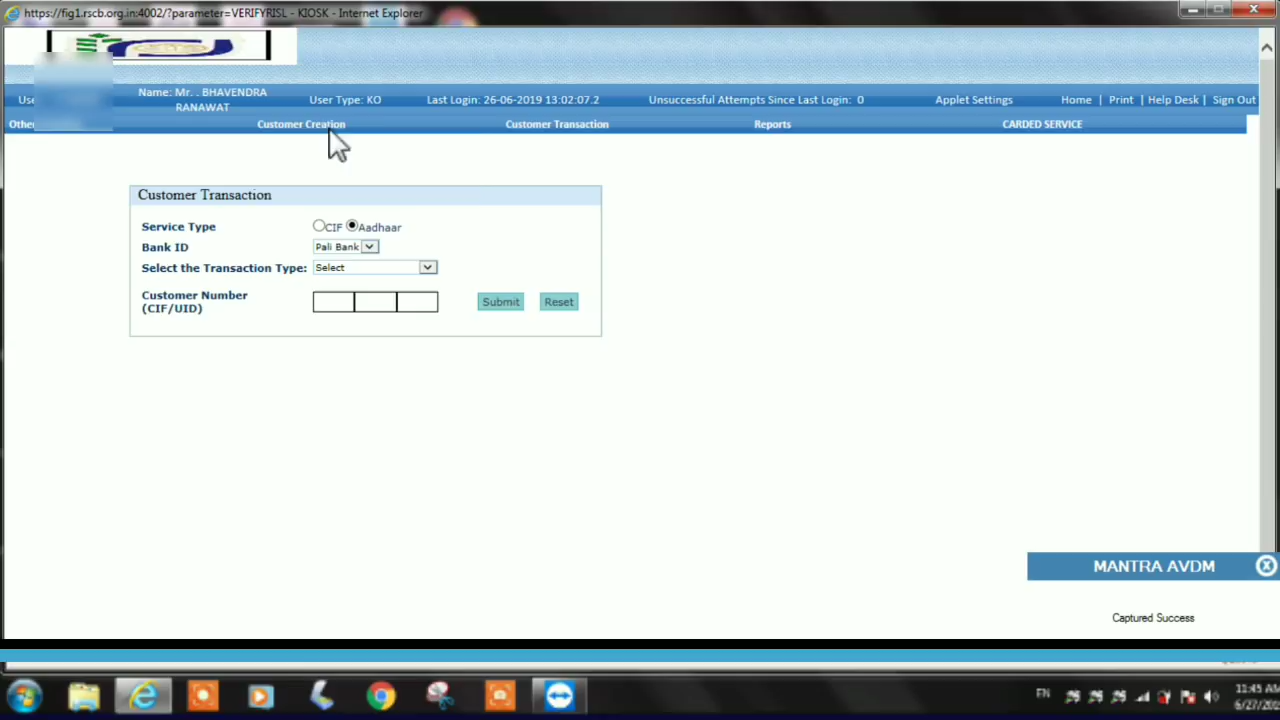 https://fig1.rscb.org.in:4002/?parameter=VERIFYRISL - KIOSK - Internet Explorer
Name: Mr. . BHAVENDRA RANAWAT
User Type: KO
Last Login: 26-06-2019 13:02:07.2
Unsuccessful Attempts Since Last Login: 0
Applet Settings
Home | Print | Help Desk | Sign Out
Customer Creation
Customer Transaction
Reports
CARDED SERVICE
Customer Transaction
Service Type CIF Aadhaar
Bank ID Pali Bank
Select the Transaction Type: Select
Customer Number
(CIF/UID)
Submit Reset
MANTRA AVDM
Captured Success
EN
11:45 AM